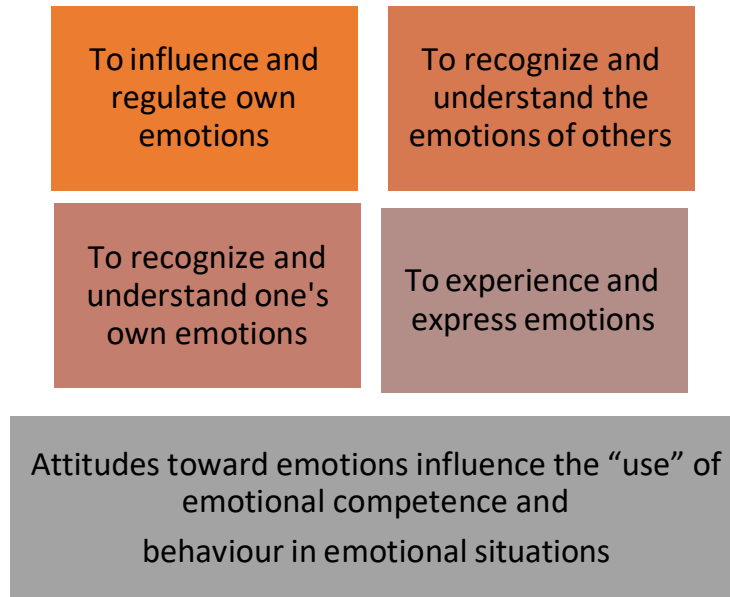 To influence and
regulate own
emotions
To recognize and
understand the
emotions of others
To recognize and
understand one's
own emotions
To experience and
express emotions
Attitudes toward emotions influence the “use” of
emotional competence and
behaviour in emotional situations